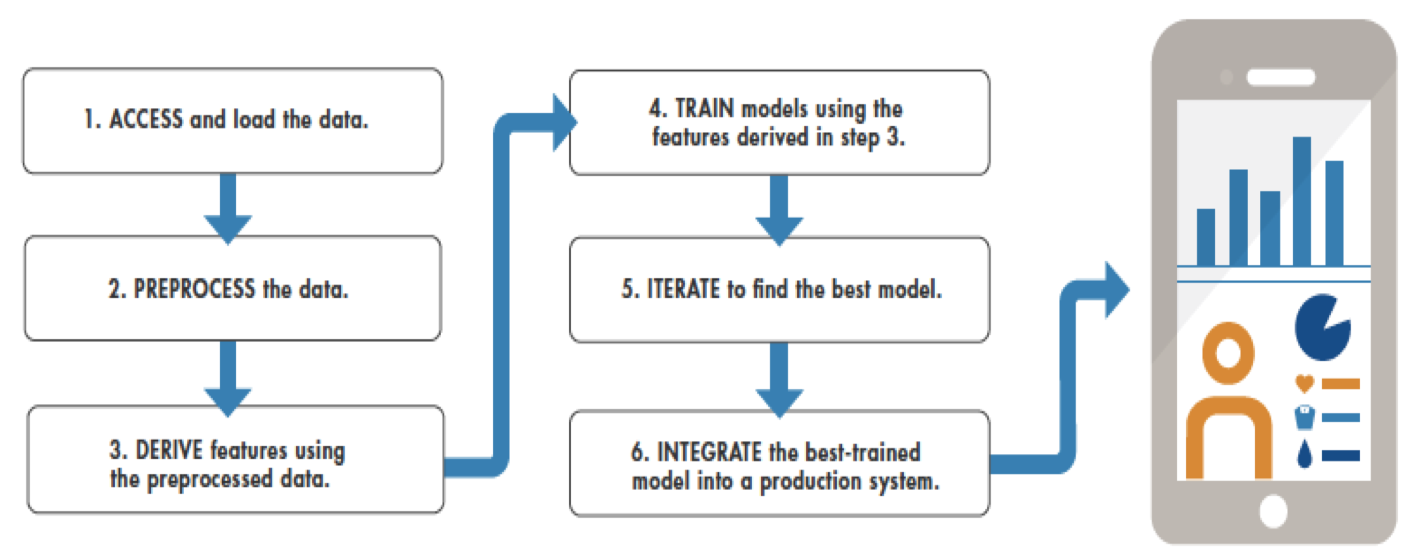 1. ACCESS and load the data.
2. PREPROCESS the data.
3. DERIVE features using
the preprocessed data.
4. TRAIN models using the
features derived in step 3.
5. ITERATE to find the best model.
6. INTEGRATE the best-trained
model into a production system.